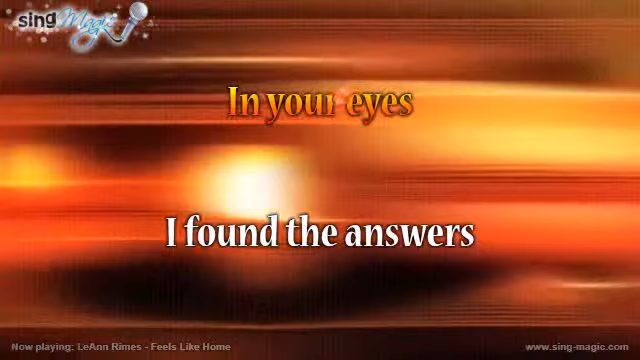 sing Magic
In your eyes
I found the answers
Now playing: LeAnn Rimes - Feels Like Home
www.sing-magic.com